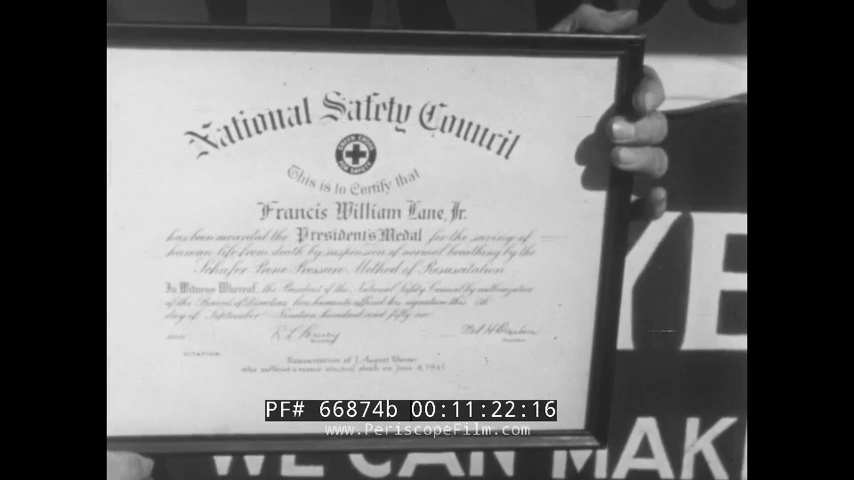 National Safety Council
GREEN CROSS
FOR SAFETY
This is to Certify that
Francis William Lane, Jr.
has been awarded the President's Medal for the saving of
human life from death by suspension of normal breathing by the
Schafer Prone Pressure Method of Resuscitation.
In Witness Whereof, the President of the National Safety Council by authorization
of the Board of Directors, has hereunto affixed his signature this
day of September Nineteen hundred and fifty one
Ned H Dearborn
CITATION
Resuscitation of J. August Werner
who suffered a severe electric shock on June 4, 1951
YE
WE CAN MAK
PF# 66874b 00:11:22:16
www.PeriscopeFilm.com